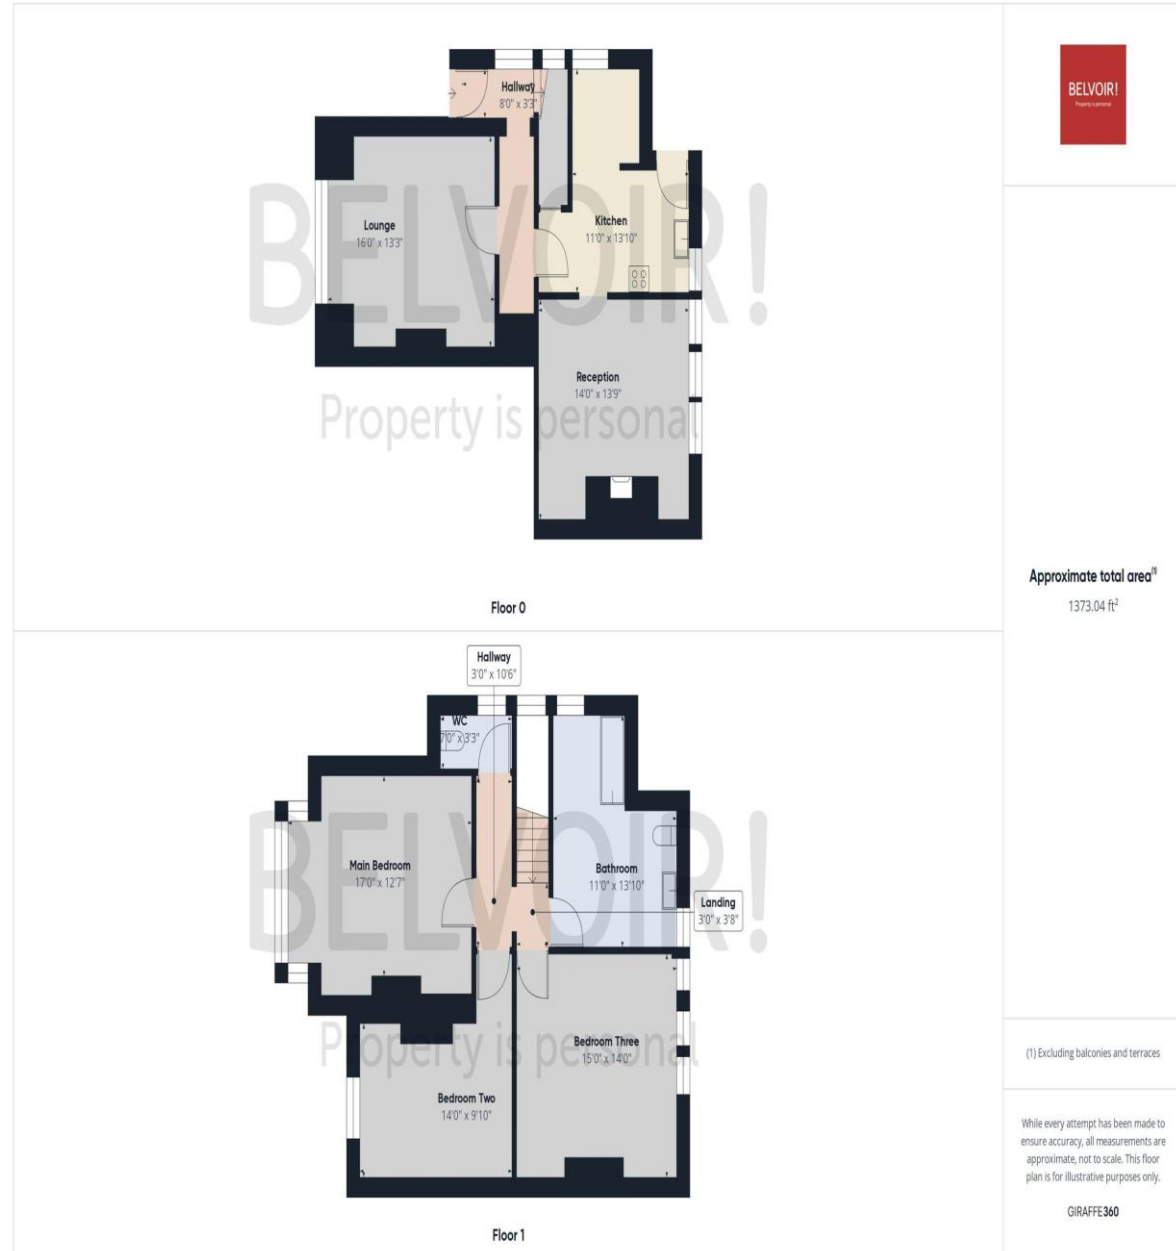 BELVOIR!
Property is personal
Hallway
8'0" x 3'3"
Lounge
16'0" x 13'3"
Kitchen
11'0" x 13'10"
BELVOIR!
Reception
14'0" x 13'9"
Property is personal
Floor 0
Approximate total area(1)
1373.04 ft²
Hallway
3'0" x 10'6"
WC
7'0" x 3'3"
Main Bedroom
17'0" x 12'7"
Bathroom
11'0" x 13'10"
Landing
3'0" x 3'8"
BELVOIR!
Bedroom Three
15'0" x 14'0"
Property is personal
Bedroom Two
14'0" x 9'10"
Floor 1
(1) Excluding balconies and terraces
While every attempt has been made to
ensure accuracy, all measurements are
approximate, not to scale. This floor
plan is for illustrative purposes only.
GIRAFFE360